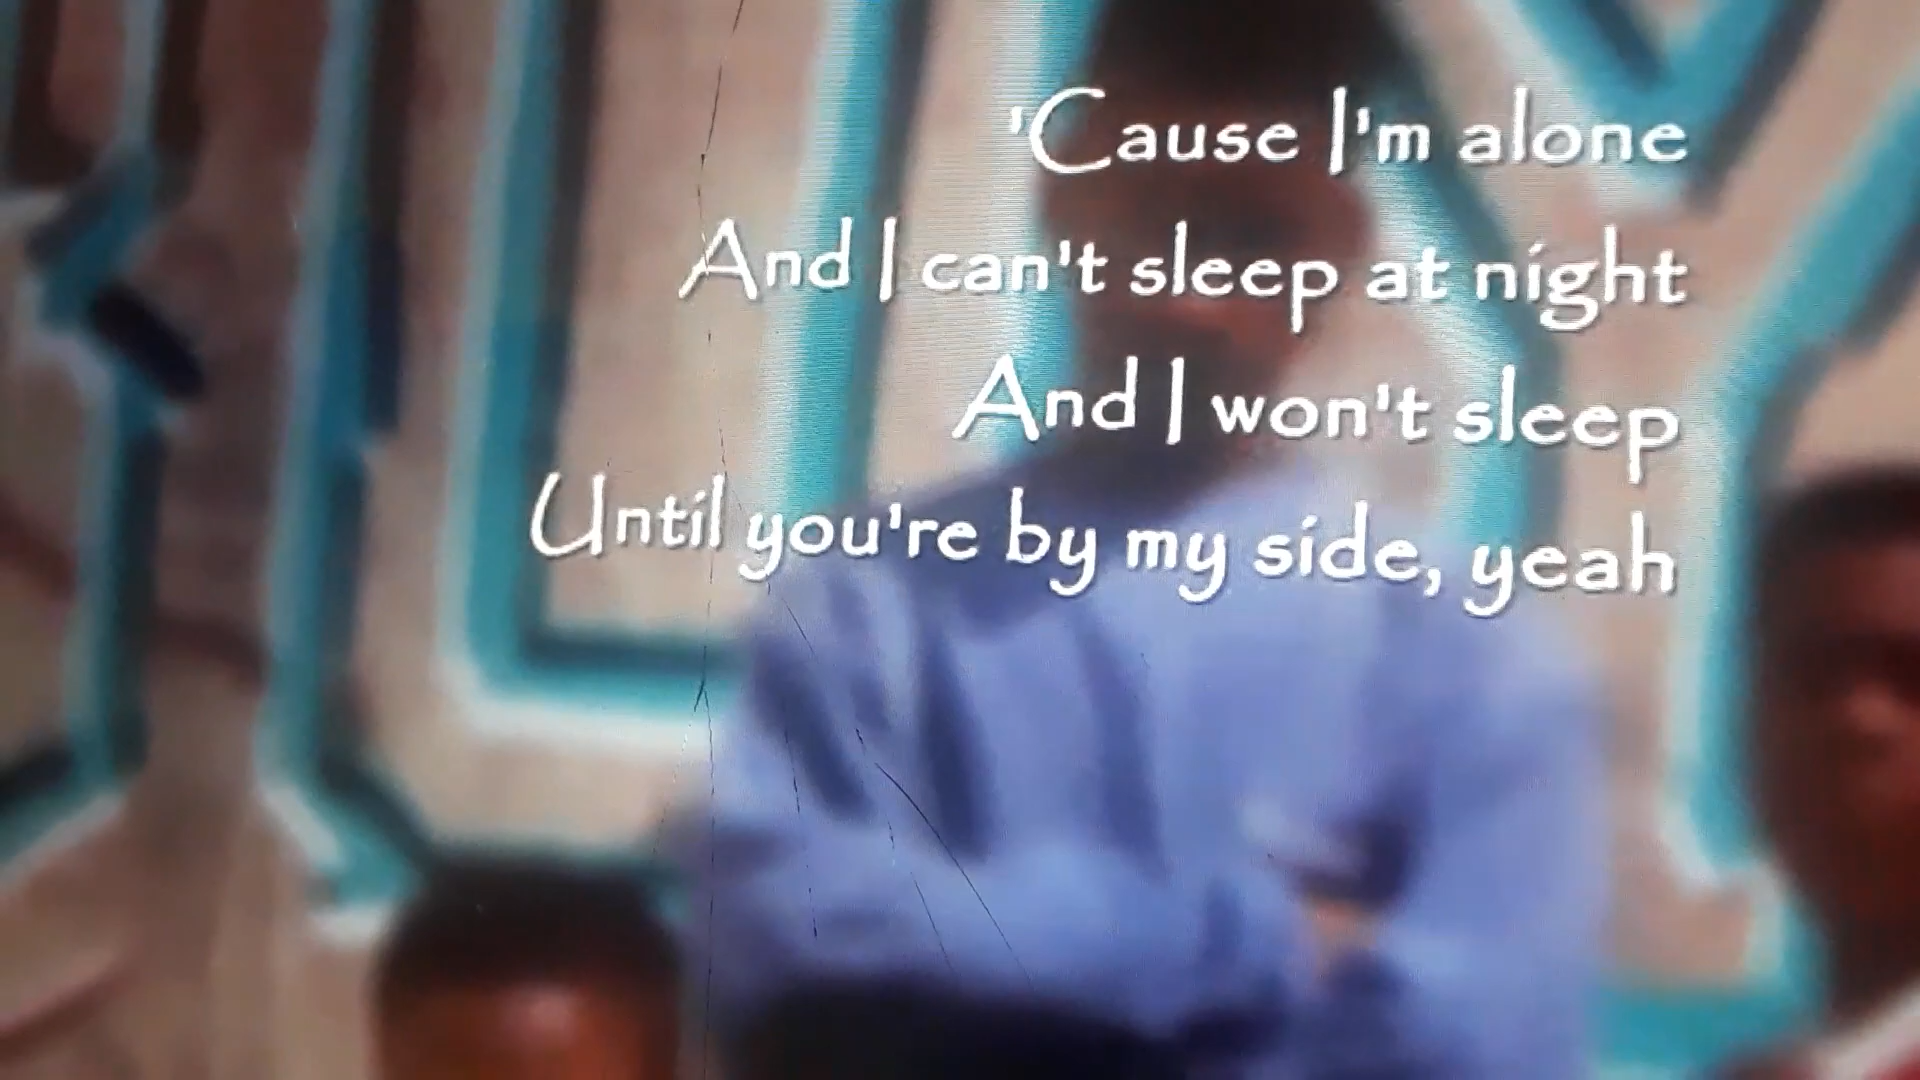 'Cause I'm alone
And I can't sleep at night
And I won't sleep
Until you're by my side, yeah